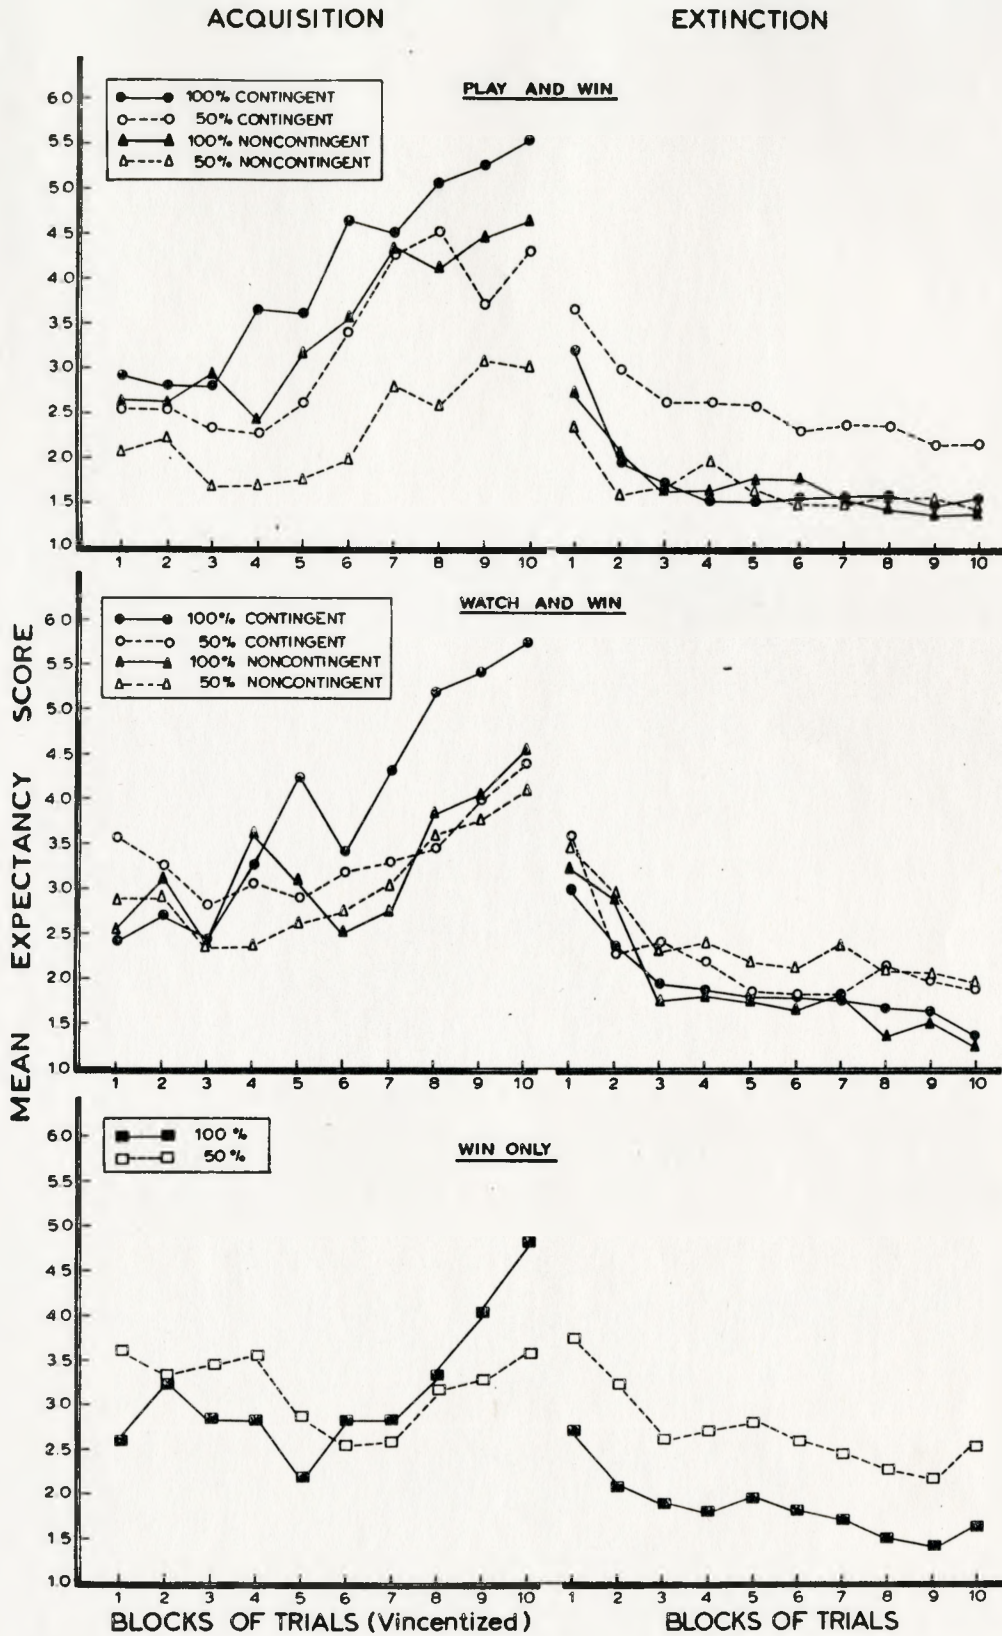 ACQUISITION EXTINCTION
PLAY AND WIN
100% CONTINGENT
50% CONTINGENT
100% NONCONTINGENT
50% NONCONTINGENT
6.0
5.5
5.0
4.5
4.0
3.5
3.0
2.5
2.0
1.5
1.0
1 2 3 4 5 6 7 8 9 10 1 2 3 4 5 6 7 8 9 10
WATCH AND WIN
100% CONTINGENT
50% CONTINGENT
100% NONCONTINGENT
50% NONCONTINGENT
6.0
5.5
5.0
4.5
4.0
3.5
3.0
2.5
2.0
1.5
1.0
1 2 3 4 5 6 7 8 9 10 1 2 3 4 5 6 7 8 9 10
MEAN EXPECTANCY SCORE
WIN ONLY
100 %
50 %
6.0
5.5
5.0
4.5
4.0
3.5
3.0
2.5
2.0
1.5
1.0
1 2 3 4 5 6 7 8 9 10 1 2 3 4 5 6 7 8 9 10
BLOCKS OF TRIALS (Vincentized) BLOCKS OF TRIALS